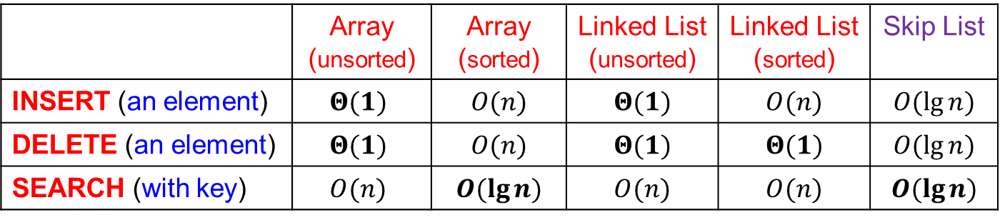 Array Array Linked List Linked List Skip List
(unsorted) (sorted) (unsorted) (sorted)
INSERT (an element) Θ(1) O(n) Θ(1) O(n) O(lg n)
DELETE (an element) Θ(1) O(n) Θ(1) Θ(1) O(lg n)
SEARCH (with key) O(n) O(lg n) O(n) O(n) O(lg n)